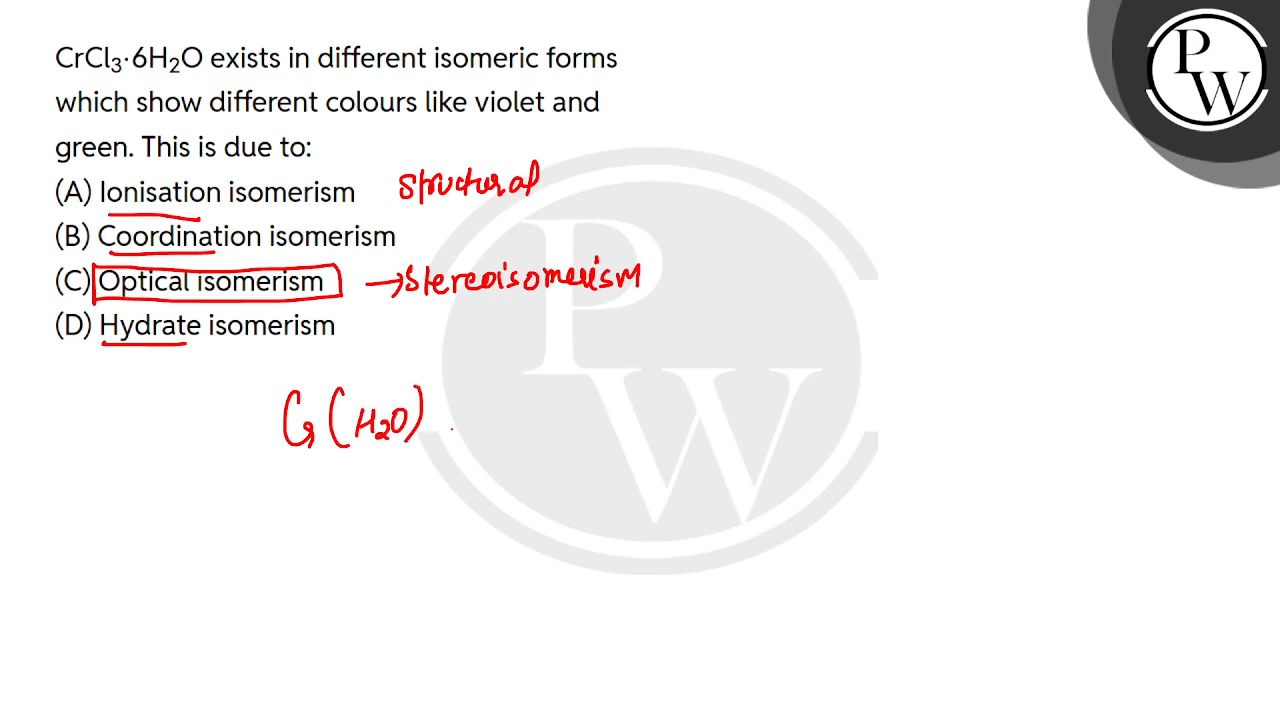 CrCl₃·6H₂O exists in different isomeric forms
which show different colours like violet and
green. This is due to:
(A) Ionisation isomerism structural
(B) Coordination isomerism
(C) Optical isomerism →stereoisomerism
(D) Hydrate isomerism
Cr(H₂O)
P
W
P
W